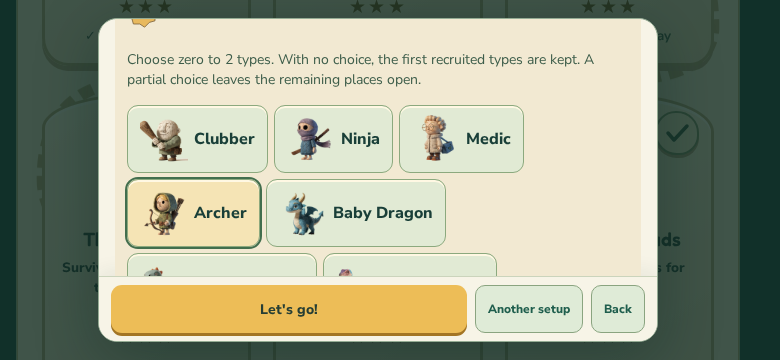 ay
Choose zero to 2 types. With no choice, the first recruited types are kept. A
partial choice leaves the remaining places open.
Clubber
Ninja
Medic
Archer
Baby Dragon
Let's go!
Another setup
Back